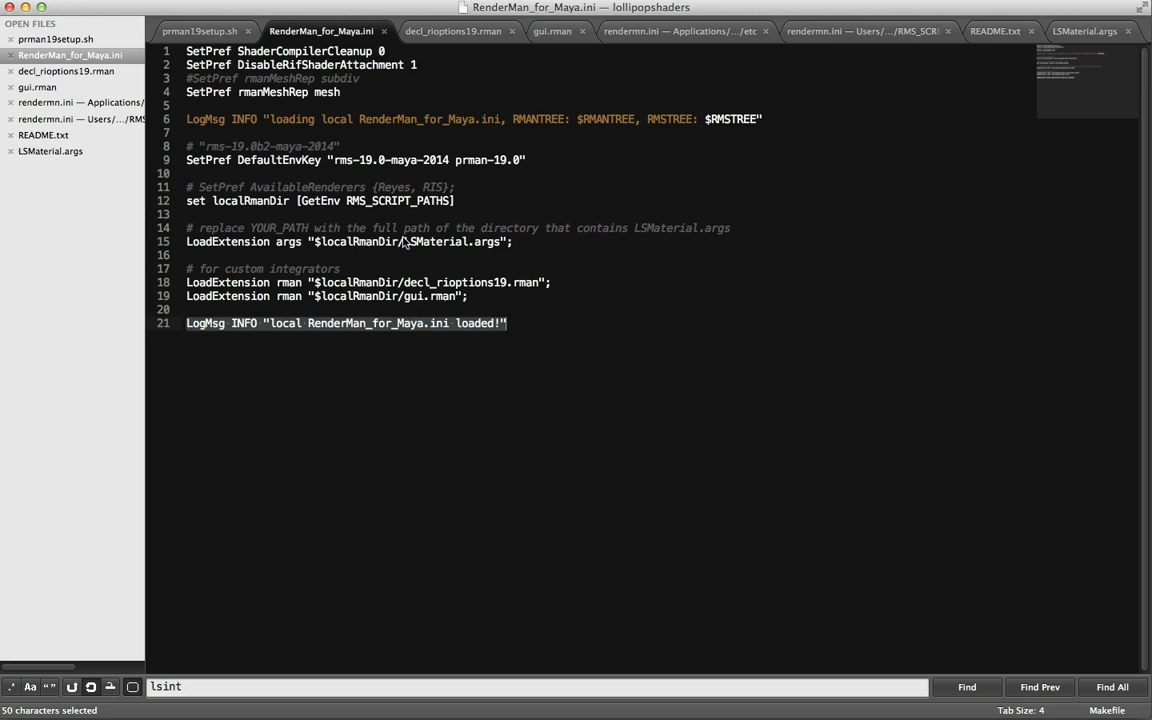 RenderMan_for_Maya.ini — lollipopshaders
OPEN FILES
prman19setup.sh
RenderMan_for_Maya.ini
decl_rioptions19.rman
gui.rman
rendermn.ini — Applications/
rendermn.ini — Users/.../RMS
README.txt
LSMaterial.args
prman19setup.sh
RenderMan_for_Maya.ini
decl_rioptions19.rman
gui.rman
rendermn.ini — Applications/.../etc
rendermn.ini — Users/.../RMS_SCRI
README.txt
LSMaterial.args
1 SetPref ShaderCompilerCleanup 0
2 SetPref DisableRifShaderAttachment 1
3 #SetPref rmanMeshRep subdiv
4 SetPref rmanMeshRep mesh
5
6 LogMsg INFO "loading local RenderMan_for_Maya.ini, RMANTREE: $RMANTREE, RMSTREE: $RMSTREE"
7
8 # "rms-19.0b2-maya-2014"
9 SetPref DefaultEnvKey "rms-19.0-maya-2014 prman-19.0"
10
11 # SetPref AvailableRenderers {Reyes, RIS};
12 set localRmanDir [GetEnv RMS_SCRIPT_PATHS]
13
14 # replace YOUR_PATH with the full path of the directory that contains LSMaterial.args
15 LoadExtension args "$localRmanDir/LSMaterial.args";
16
17 # for custom integrators
18 LoadExtension rman "$localRmanDir/decl_rioptions19.rman";
19 LoadExtension rman "$localRmanDir/gui.rman";
20
21 LogMsg INFO "local RenderMan_for_Maya.ini loaded!"
.* Aa “” lsint Find Find Prev Find All
50 characters selected Tab Size: 4 Makefile